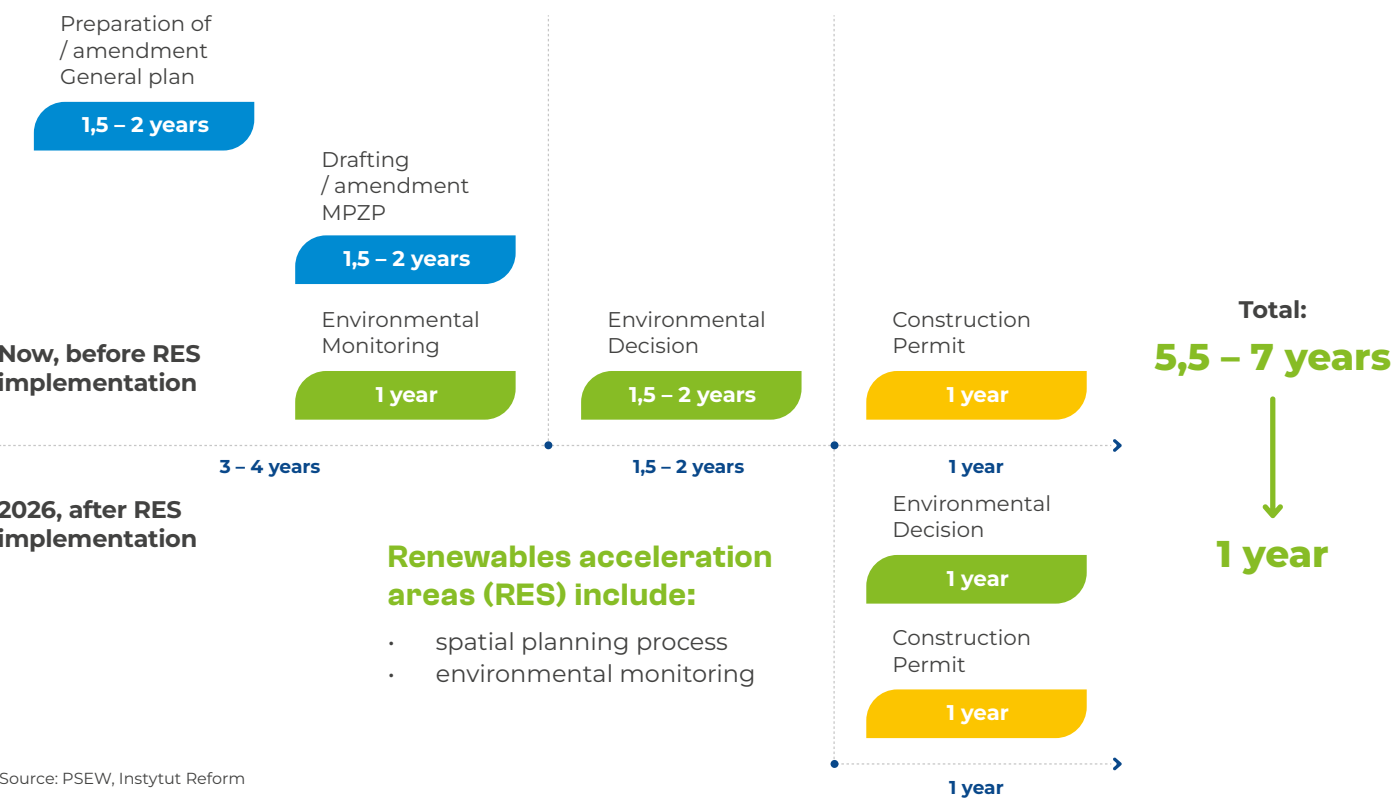 Preparation of
/ amendment
General plan
1,5 – 2 years
Drafting
/ amendment
MPZP
1,5 – 2 years
Now, before RES
implementation
Environmental
Monitoring
1 year
Environmental
Decision
1,5 – 2 years
Construction
Permit
1 year
Total:
5,5 – 7 years
3 – 4 years
1,5 – 2 years
1 year
2026, after RES
implementation
Renewables acceleration
areas (RES) include:
• spatial planning process
• environmental monitoring
Environmental
Decision
1 year
Construction
Permit
1 year
1 year
1 year
Source: PSEW, Instytut Reform